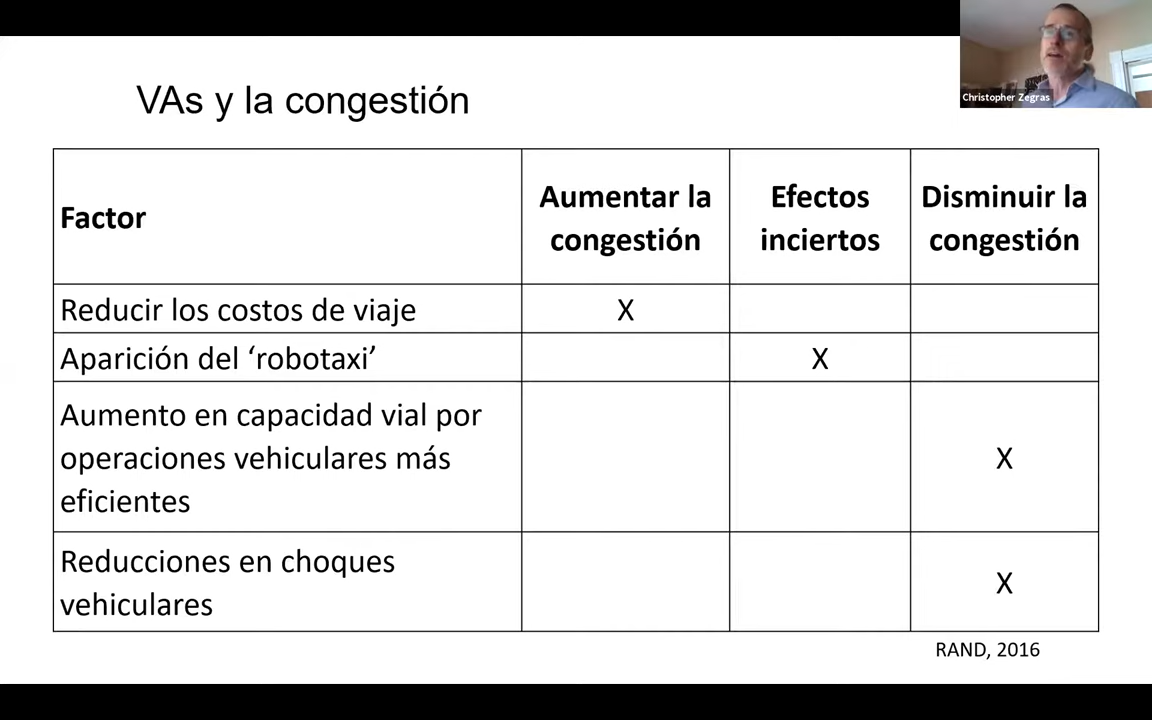 Christopher Zegras
VAs y la congestión
Factor
Aumentar la
congestión
Efectos
inciertos
Disminuir la
congestión
Reducir los costos de viaje
X
Aparición del ‘robotaxi’
X
Aumento en capacidad vial por
operaciones vehiculares más
eficientes
X
Reducciones en choques
vehiculares
X
RAND, 2016